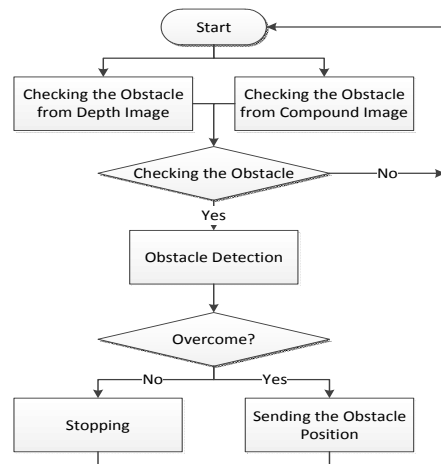 Start
Checking the Obstacle
from Depth Image
Checking the Obstacle
from Compound Image
Checking the Obstacle
No
Yes
Obstacle Detection
Overcome?
No
Yes
Stopping
Sending the Obstacle
Position